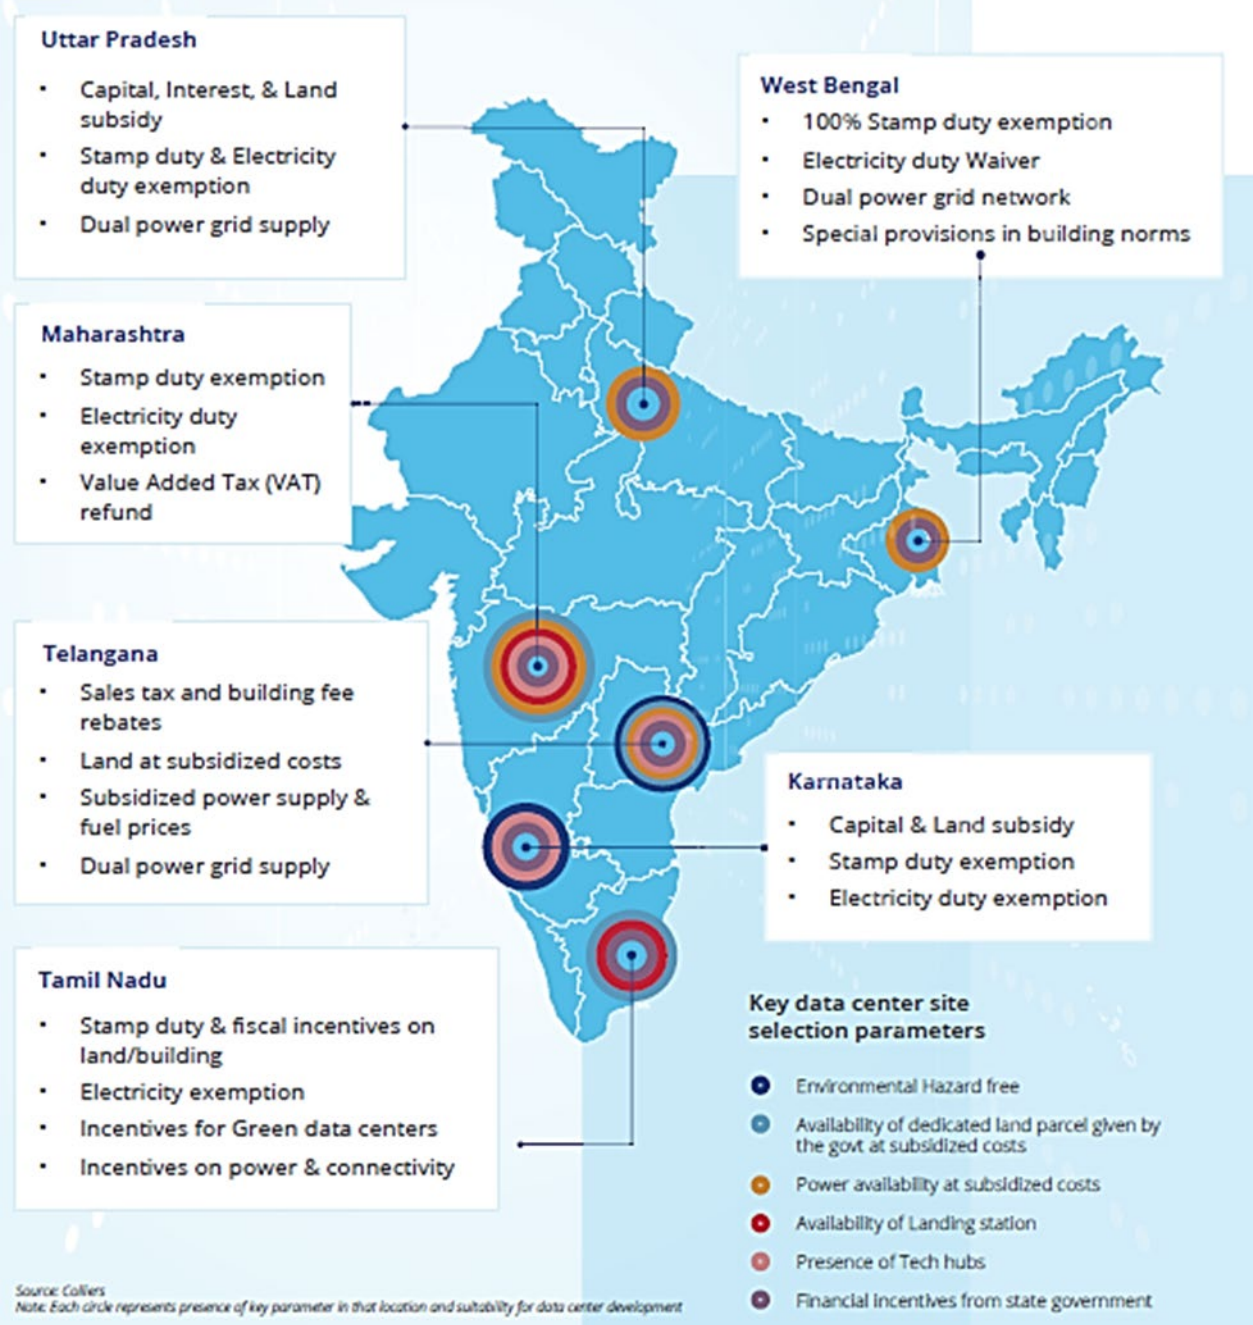 Uttar Pradesh
• Capital, Interest, & Land
subsidy
• Stamp duty & Electricity
duty exemption
• Dual power grid supply
West Bengal
• 100% Stamp duty exemption
• Electricity duty Waiver
• Dual power grid network
• Special provisions in building norms
Maharashtra
• Stamp duty exemption
• Electricity duty
exemption
• Value Added Tax (VAT)
refund
Telangana
• Sales tax and building fee
rebates
• Land at subsidized costs
• Subsidized power supply &
fuel prices
• Dual power grid supply
Karnataka
• Capital & Land subsidy
• Stamp duty exemption
• Electricity duty exemption
Tamil Nadu
• Stamp duty & fiscal incentives on
land/building
• Electricity exemption
• Incentives for Green data centers
• Incentives on power & connectivity
Key data center site
selection parameters
Environmental Hazard free
Availability of dedicated land parcel given by
the govt at subsidized costs
Power availability at subsidized costs
Availability of Landing station
Presence of Tech hubs
Financial incentives from state government
Source: Colliers
Note: Each circle represents presence of key parameter in that location and suitability for data center development